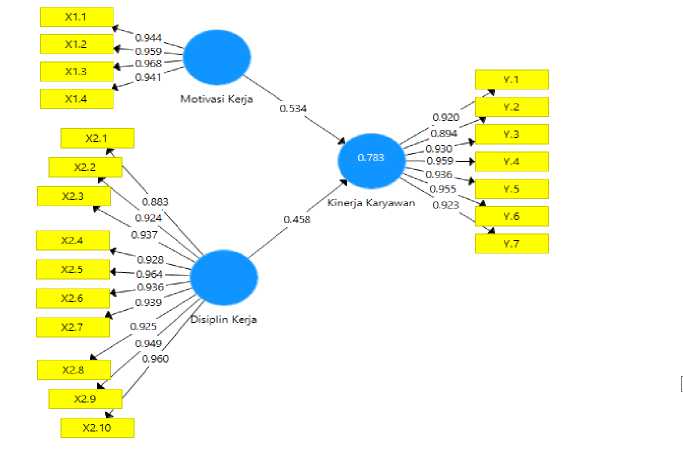 X1.1
X1.2
X1.3
X1.4
0.944
0.959
0.968
0.941
Motivasi Kerja
0.534
X2.1
X2.2
X2.3
X2.4
X2.5
X2.6
X2.7
X2.8
X2.9
X2.10
0.883
0.924
0.937
0.928
0.964
0.936
0.939
0.925
0.949
0.960
Disiplin Kerja
0.458
0.783
Kinerja Karyawan
0.920
0.894
0.930
0.959
0.936
0.955
0.923
Y.1
Y.2
Y.3
Y.4
Y.5
Y.6
Y.7